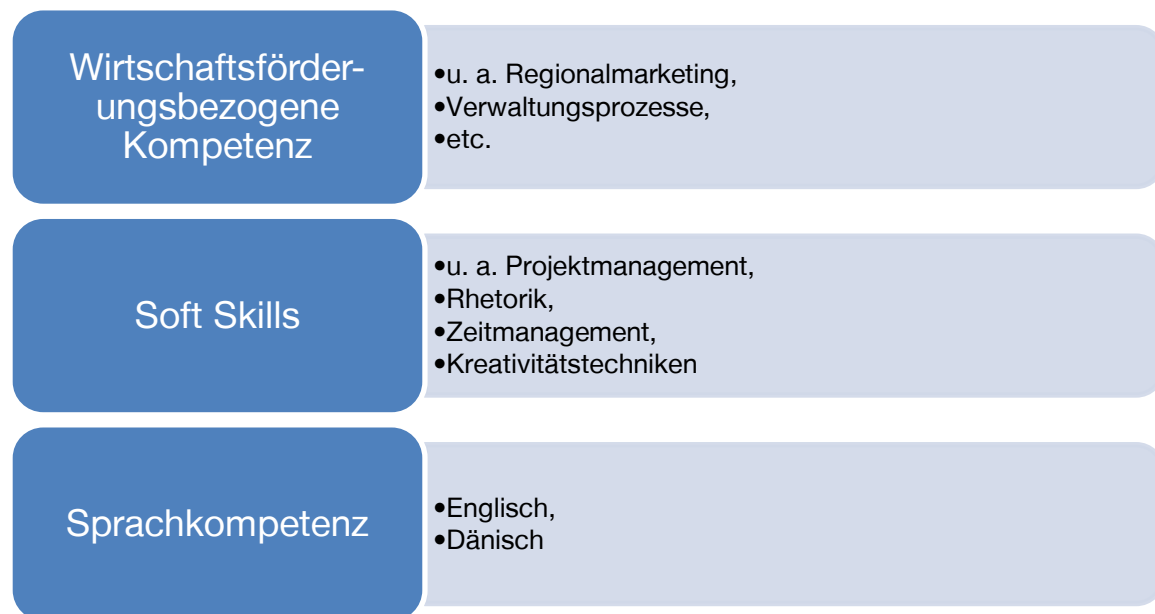 Wirtschaftsförder-
ungsbezogene
Kompetenz
•u. a. Regionalmarketing,
•Verwaltungsprozesse,
•etc.
Soft Skills
•u. a. Projektmanagement,
•Rhetorik,
•Zeitmanagement,
•Kreativitätstechniken
Sprachkompetenz
•Englisch,
•Dänisch